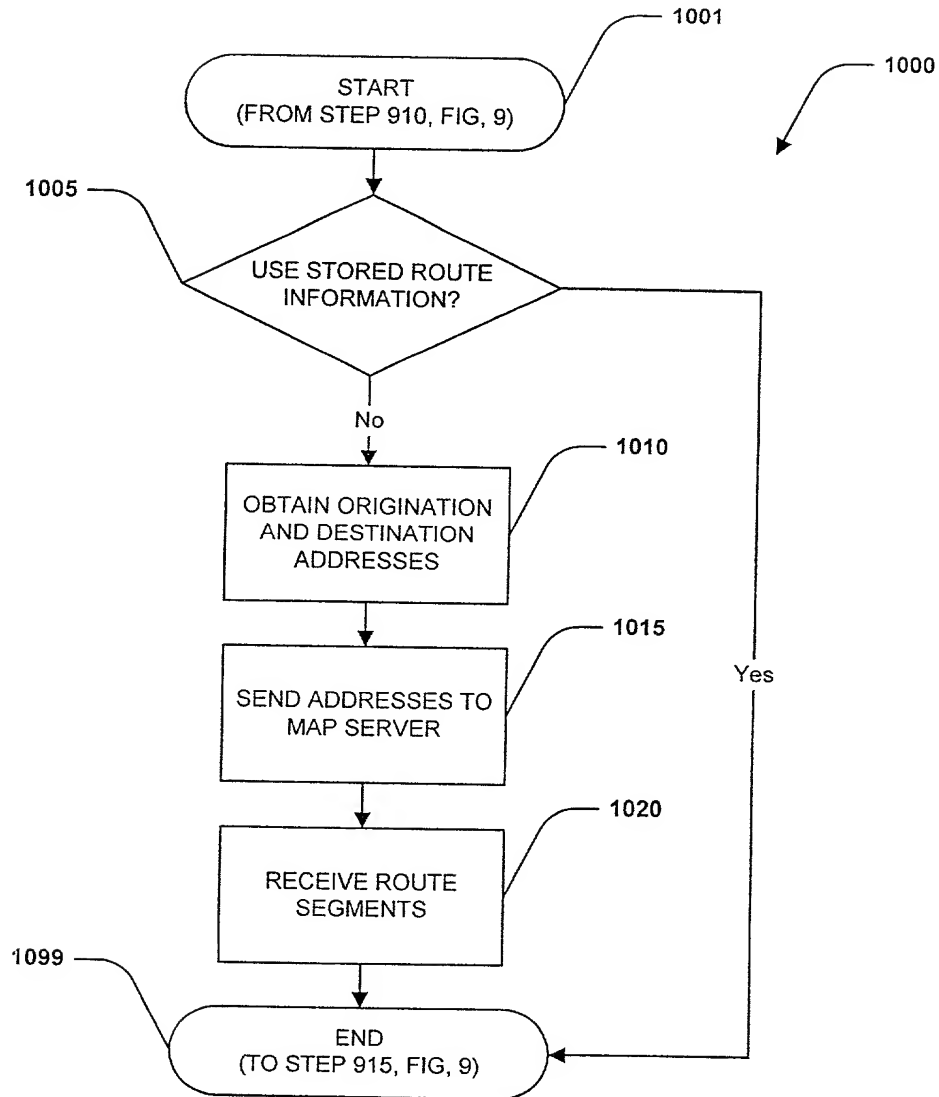 1001
START
(FROM STEP 910, FIG, 9)
1000
1005
USE STORED ROUTE
INFORMATION?
No
1010
OBTAIN ORIGINATION
AND DESTINATION
ADDRESSES
1015
SEND ADDRESSES TO
MAP SERVER
Yes
1020
RECEIVE ROUTE
SEGMENTS
1099
END
(TO STEP 915, FIG, 9)